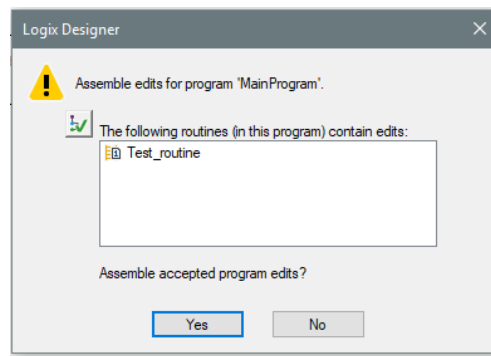 Logix Designer
Assemble edits for program 'MainProgram'.
The following routines (in this program) contain edits:
Test_routine
Assemble accepted program edits?
Yes
No